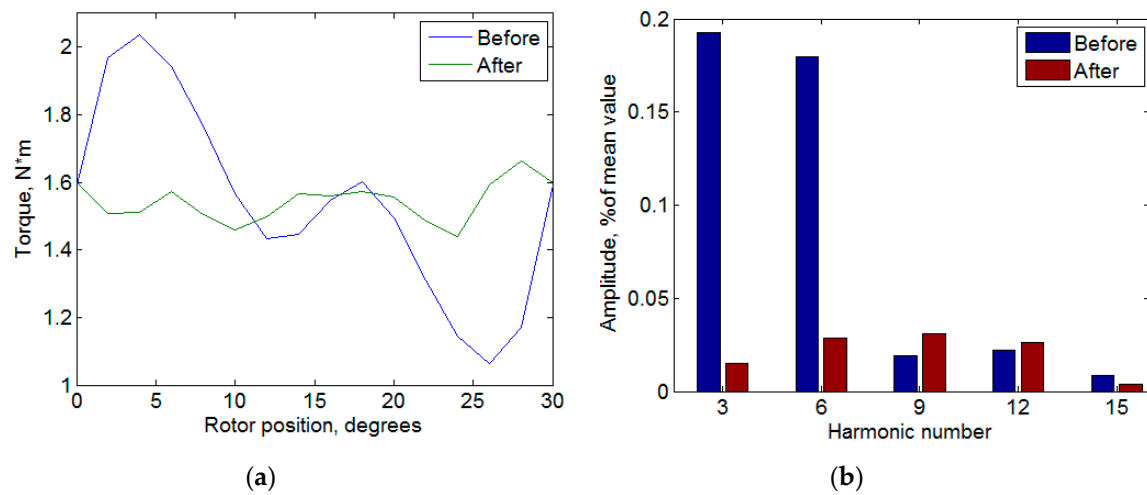 Torque, N*m
2
1.8
1.6
1.4
1.2
1
Before
After
0 5 10 15 20 25 30
Rotor position, degrees
(a)
Amplitude, %of mean value
0.2
0.15
0.1
0.05
0
Before
After
3 6 9 12 15
Harmonic number
(b)